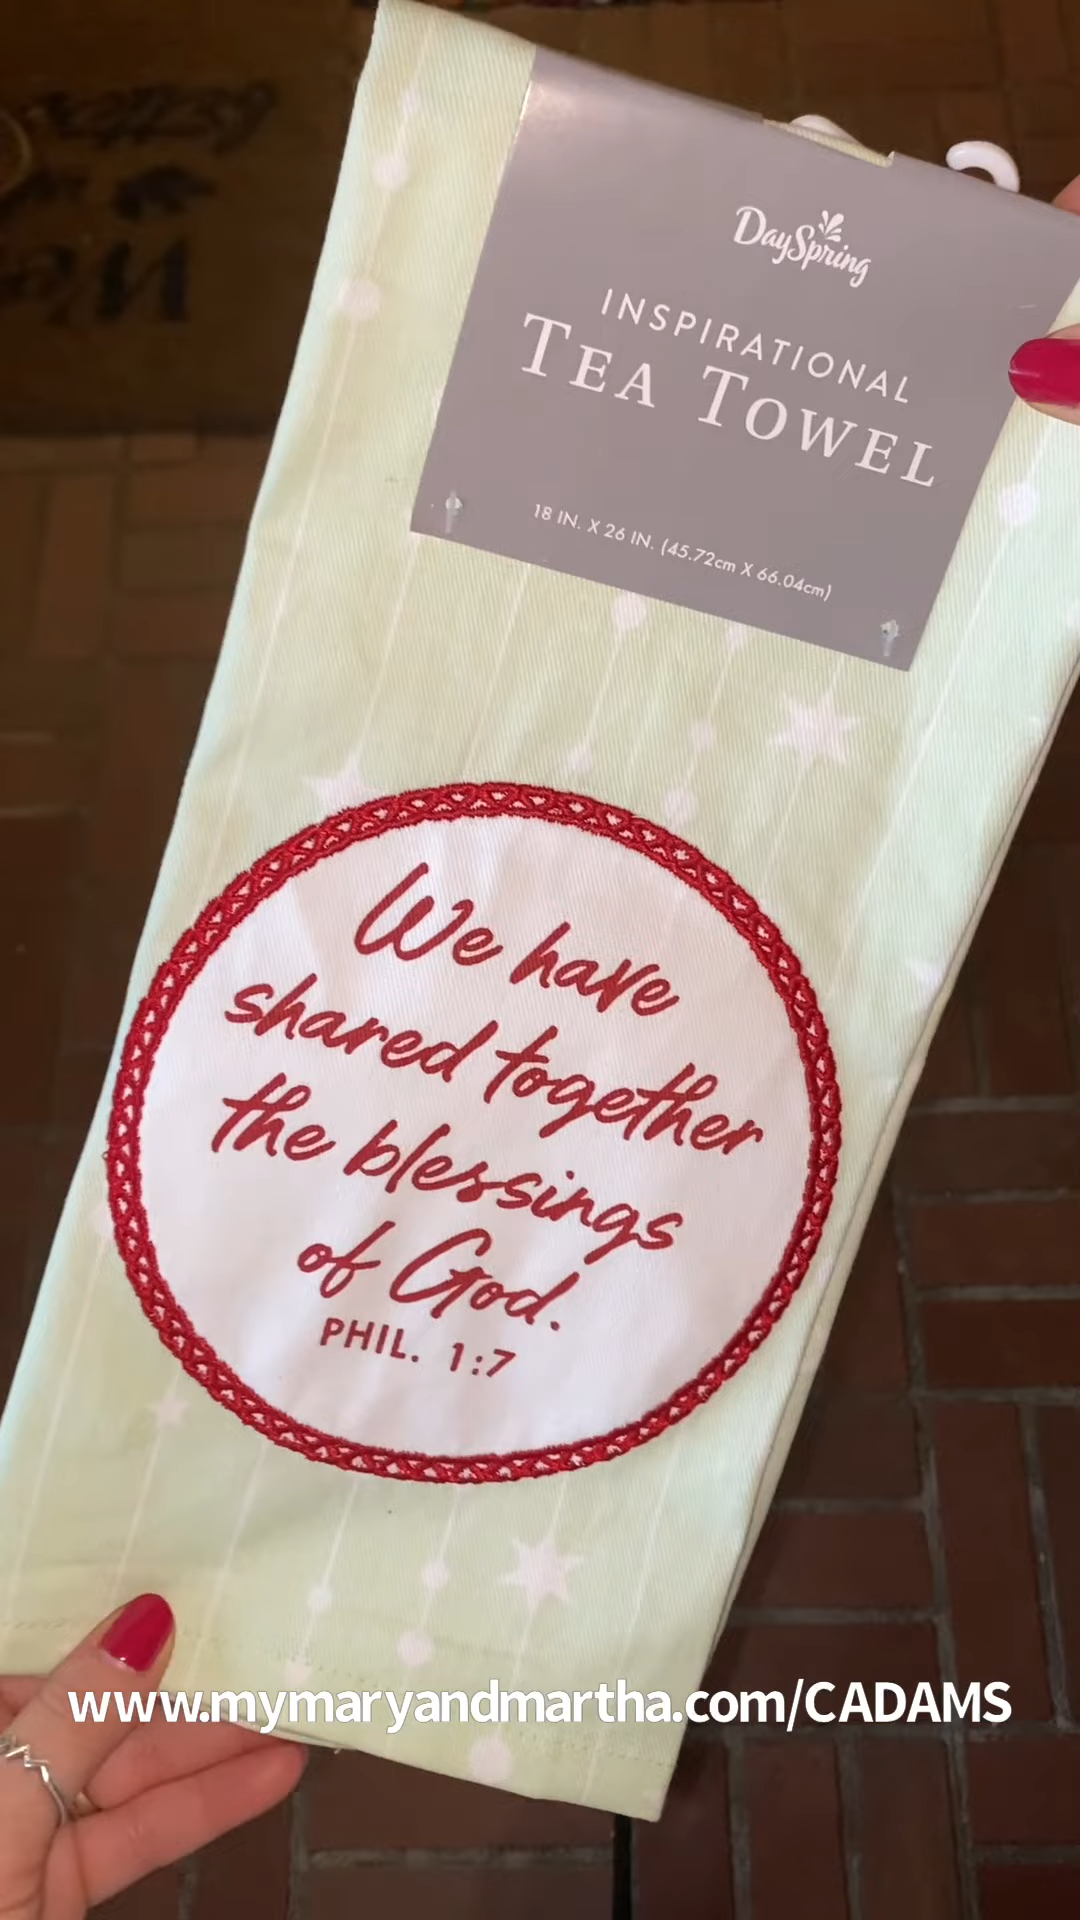 DaySpring
INSPIRATIONAL
TEA TOWEL
18 IN. X 26 IN. (45.72cm X 66.04cm)
We have
shared together
the blessings
of God.
PHIL. 1:7
www.mymaryandmartha.com/CADAMS